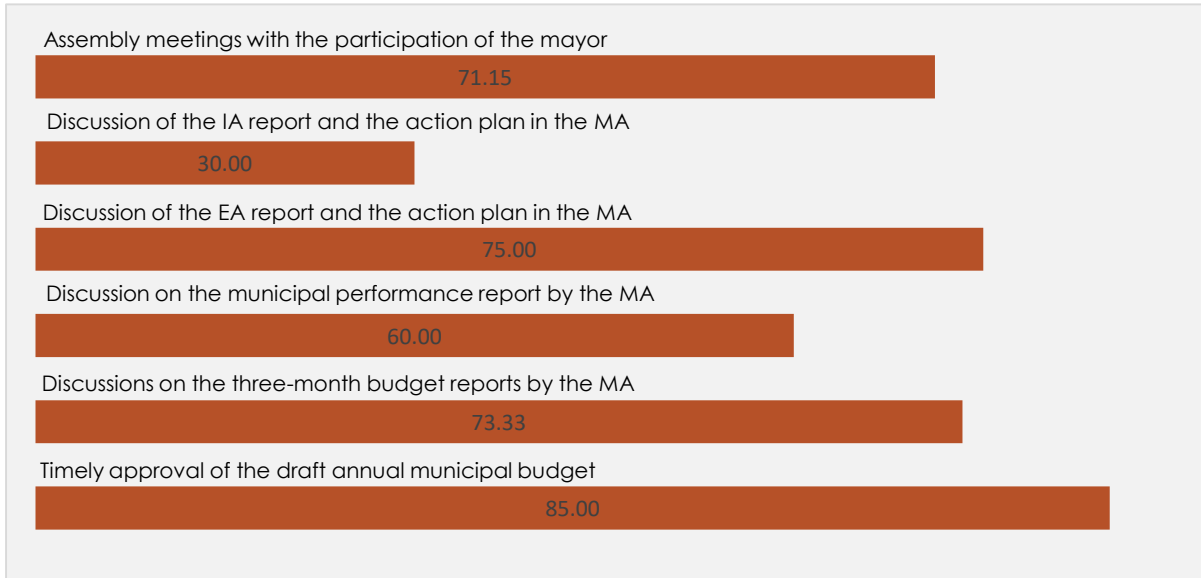 Assembly meetings with the participation of the mayor
71.15
Discussion of the IA report and the action plan in the MA
30.00
Discussion of the EA report and the action plan in the MA
75.00
Discussion on the municipal performance report by the MA
60.00
Discussions on the three-month budget reports by the MA
73.33
Timely approval of the draft annual municipal budget
85.00